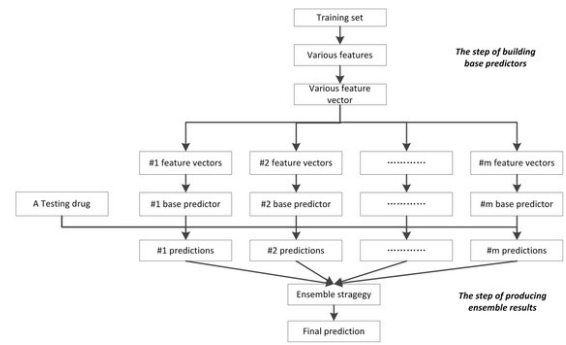 Training set
Various features
The step of building
base predictors
Various feature
vector
#1 feature vectors
#2 feature vectors
…………
#m feature vectors
A Testing drug
#1 base predictor
#2 base predictor
…………
#m base predictor
#1 predictions
#2 predictions
…………
#m predictions
Ensemble stragegy
The step of producing
ensemble results
Final prediction